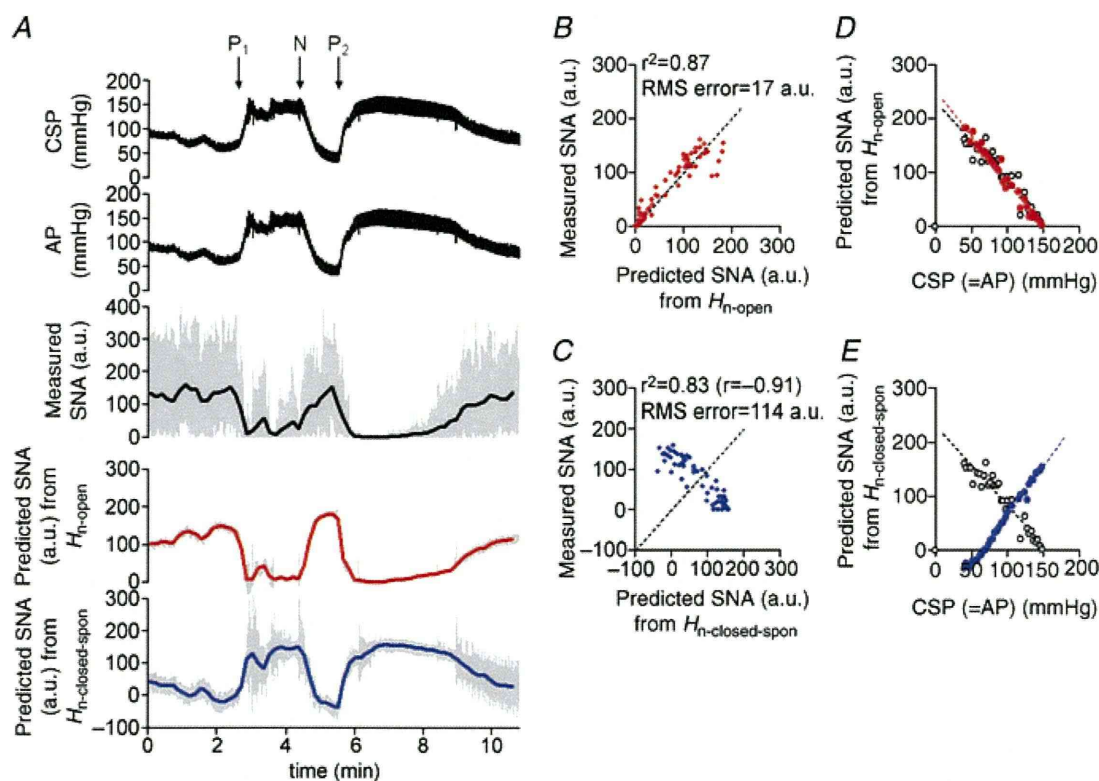 A
P1
N
P2
200
150
100
50
0
CSP
(mmHg)
200
150
100
50
0
AP
(mmHg)
400
300
200
100
0
Measured
SNA (a.u.)
300
200
100
0
Predicted SNA
(a.u.) from
Hn-open
300
200
100
0
−100
Predicted SNA
(a.u.) from
Hn-closed-spon
0
2
4
6
8
10
time (min)
B
r²=0.87
RMS error=17 a.u.
300
200
100
0
Measured SNA (a.u.)
0
100
200
300
Predicted SNA (a.u.)
from Hn-open
C
r²=0.83 (r=−0.91)
RMS error=114 a.u.
300
200
100
0
−100
Measured SNA (a.u.)
−100
0
100
200
300
Predicted SNA (a.u.)
from Hn-closed-spon
D
300
200
100
0
Predicted SNA (a.u.)
from Hn-open
0
50
100
150
200
CSP (=AP) (mmHg)
E
300
200
100
0
Predicted SNA (a.u.)
from Hn-closed-spon
0
50
100
150
200
CSP (=AP) (mmHg)